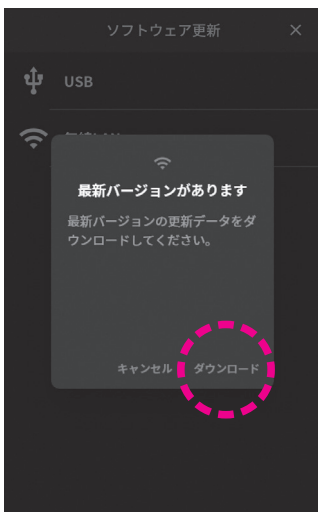 ソフトウェア更新
USB
最新バージョンがあります
最新バージョンの更新データをダ
ウンロードしてください。
キャンセル ダウンロード